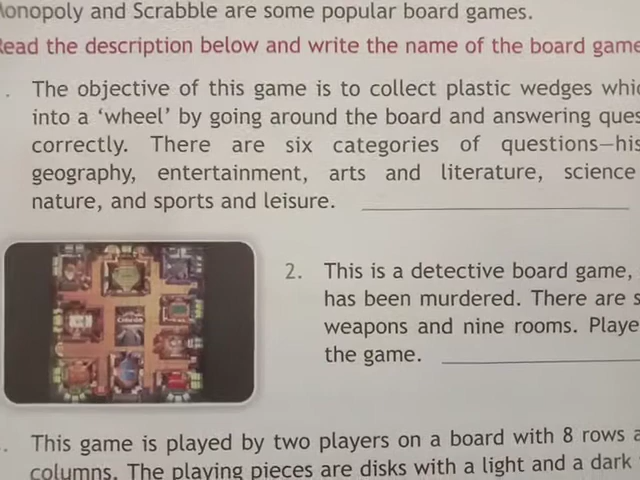 Monopoly and Scrabble are some popular board games.
Read the description below and write the name of the board game
. The objective of this game is to collect plastic wedges whic
into a ‘wheel’ by going around the board and answering ques
correctly. There are six categories of questions—his
geography, entertainment, arts and literature, science
nature, and sports and leisure.
2. This is a detective board game,
has been murdered. There are s
weapons and nine rooms. Playe
the game.
. This game is played by two players on a board with 8 rows a
columns. The playing pieces are disks with a light and a dark